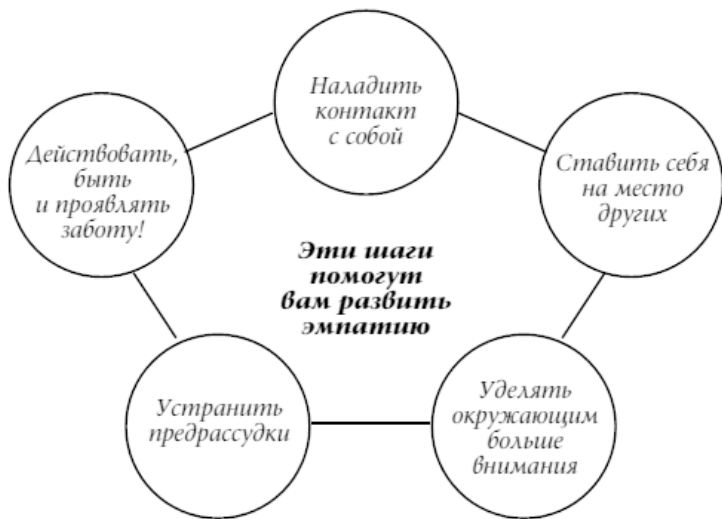 Наладить
контакт
с собой
Ставить себя
на место
других
Уделять
окружающим
больше
внимания
Устранить
предрассудки
Действовать,
быть
и проявлять
заботу!
Эти шаги
помогут
вам развить
эмпатию